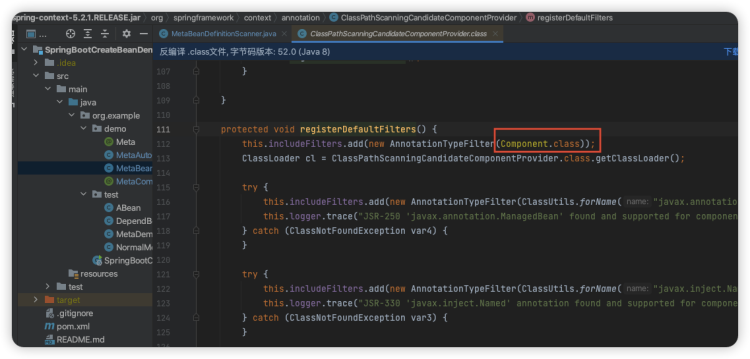 spring-context-5.2.1.RELEASE.jar org springframework context annotation ClassPathScanningCandidateComponentProvider registerDefaultFilters
MetaBeanDefinitionScanner.java ClassPathScanningCandidateComponentProvider.class
SpringBootCreateBeanDen
.idea
src
main
java
org.example
demo
Meta
MetaAuto
MetaBear
MetaCom
test
ABean
DependB
MetaDem
NormalM
SpringBootC
resources
test
target
.gitignore
pom.xml
README.md
反编译 .class文件, 字节码版本: 52.0 (Java 8) 下载
107 }
108
109 }
110
111 protected void registerDefaultFilters() {
112 this.includeFilters.add(new AnnotationTypeFilter(Component.class));
113 ClassLoader cl = ClassPathScanningCandidateComponentProvider.class.getClassLoader();
114
115 try {
116 this.includeFilters.add(new AnnotationTypeFilter(ClassUtils.forName( name: "javax.annotation
117 this.logger.trace("JSR-250 'javax.annotation.ManagedBean' found and supported for componen
118 } catch (ClassNotFoundException var4) {
119 }
120
121 try {
122 this.includeFilters.add(new AnnotationTypeFilter(ClassUtils.forName( name: "javax.inject.Na
123 this.logger.trace("JSR-330 'javax.inject.Named' annotation found and supported for compone
124 } catch (ClassNotFoundException var3) {
125 }